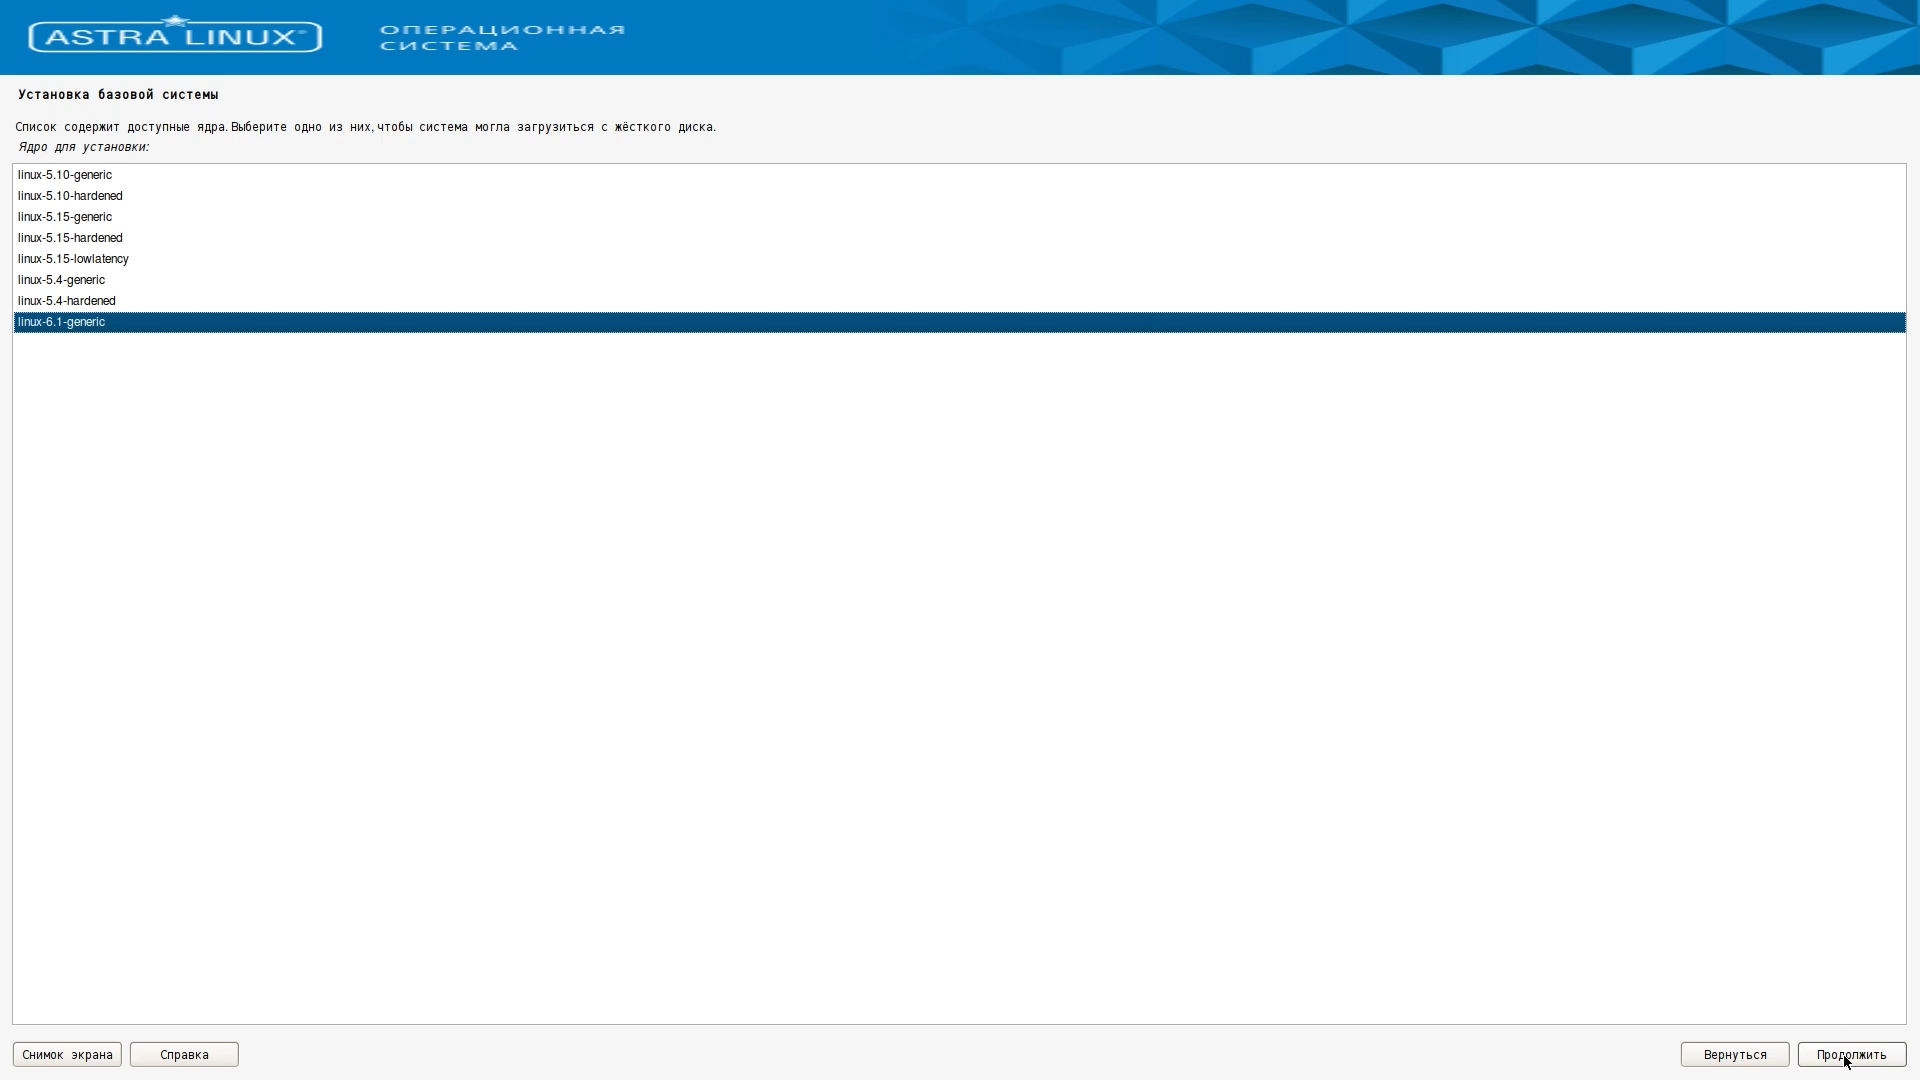 ASTRA LINUX®
ОПЕРАЦИОННАЯ
СИСТЕМА
Установка базовой системы
Список содержит доступные ядра. Выберите одно из них, чтобы система могла загрузиться с жёсткого диска.
Ядро для установки:
linux-5.10-generic
linux-5.10-hardened
linux-5.15-generic
linux-5.15-hardened
linux-5.15-lowlatency
linux-5.4-generic
linux-5.4-hardened
linux-6.1-generic
Снимок экрана
Справка
Вернуться
Продолжить